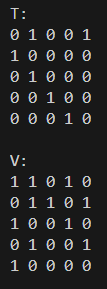 T:
0 1 0 0 1
1 0 0 0 0
0 1 0 0 0
0 0 1 0 0
0 0 0 1 0

V:
1 1 0 1 0
0 1 1 0 1
1 0 0 1 0
0 1 0 0 1
1 0 0 0 0